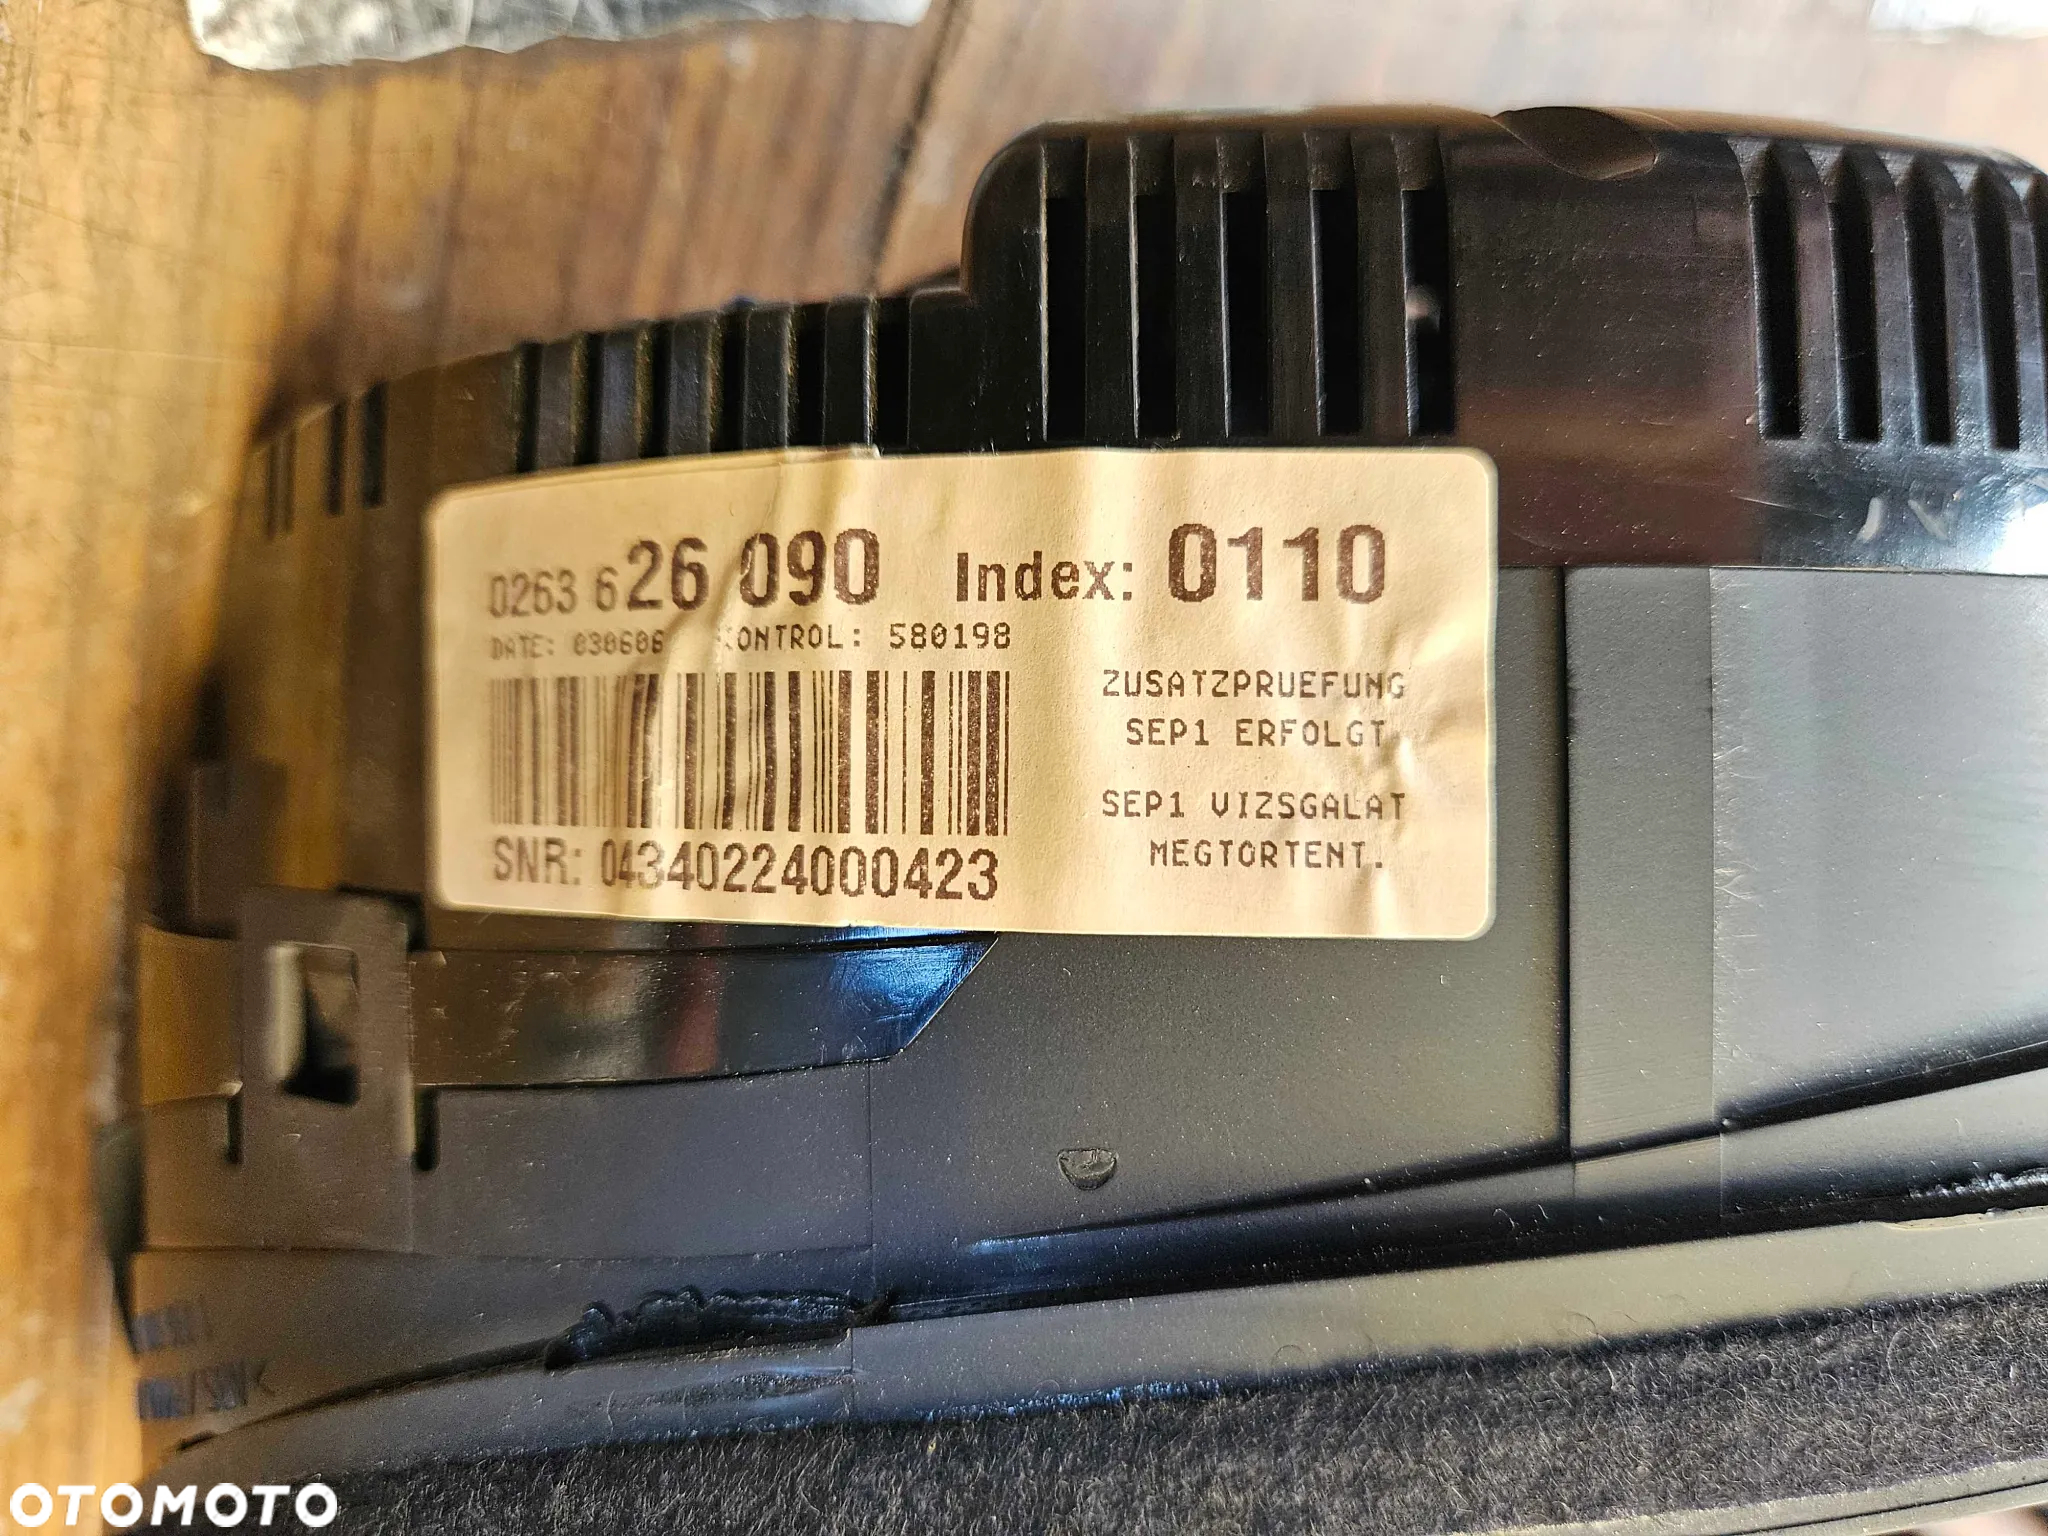 0263 626 090 Index: 0110
DATE: 030606 CONTROL: 580198
ZUSATZPRUEFUNG
SEP1 ERFOLGT.
SEP1 VIZSGALAT
MEGTORTENT.
SNR: 04340224000423
OTOMOTO